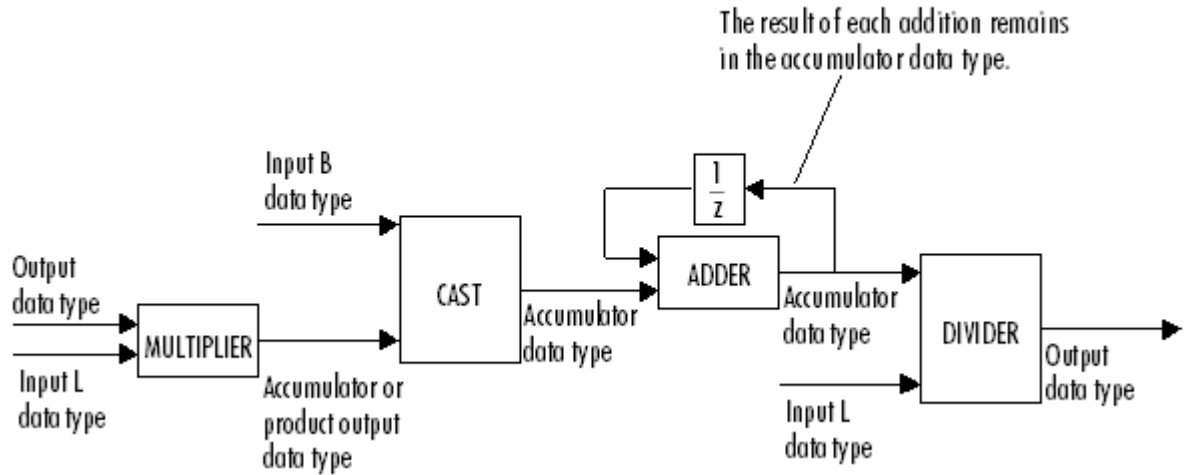 The result of each addition remains
in the accumulator data type.
Input B
data type
1
z
Output
data type
CAST
ADDER
MULTIPLIER
Accumulator
data type
Accumulator
data type
DIVIDER
Input L
data type
Accumulator or
product output
data type
Input L
data type
Output
data type